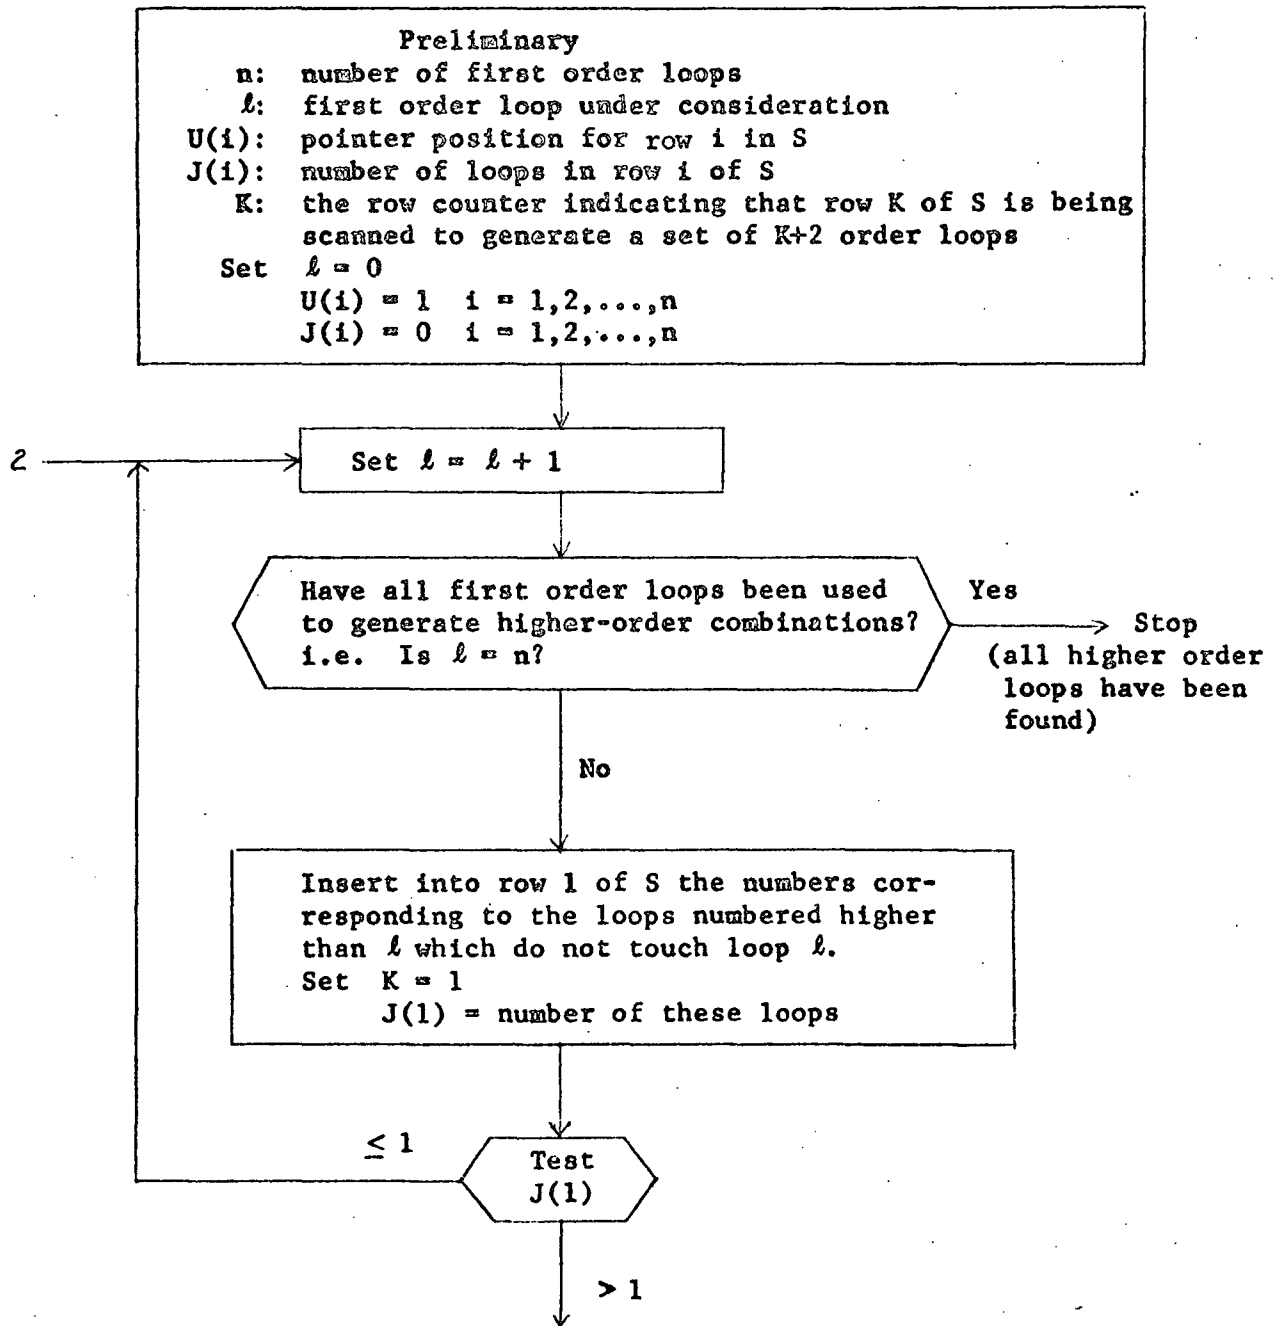 Preliminary
n: number of first order loops
ℓ: first order loop under consideration
U(i): pointer position for row i in S
J(i): number of loops in row i of S
K: the row counter indicating that row K of S is being
scanned to generate a set of K+2 order loops
Set ℓ = 0
U(i) = 1 i = 1,2,...,n
J(i) = 0 i = 1,2,...,n
2
Set ℓ = ℓ + 1
Have all first order loops been used
to generate higher-order combinations?
i.e. Is ℓ = n?
Yes
Stop
(all higher order
loops have been
found)
No
Insert into row 1 of S the numbers cor-
responding to the loops numbered higher
than ℓ which do not touch loop ℓ.
Set K = 1
J(1) = number of these loops
≤ 1
Test
J(1)
> 1